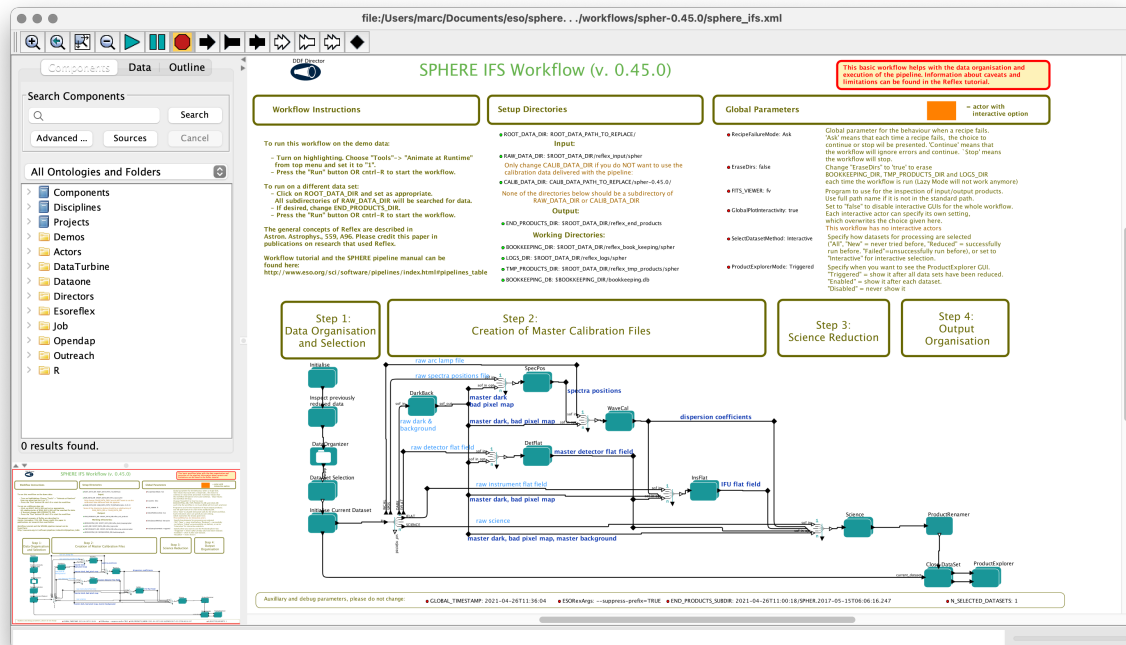 file:/Users/marc/Documents/eso/sphere. . ./workflows/spher-0.45.0/sphere_ifs.xml
Components
Data
Outline
Search Components
Search
Advanced ...
Sources
Cancel
All Ontologies and Folders
Components
Disciplines
Projects
Demos
Actors
DataTurbine
Dataone
Directors
Esoreflex
Job
Opendap
Outreach
R
0 results found.
DDF Director
SPHERE IFS Workflow (v. 0.45.0)
This basic workflow helps with the data organisation and
execution of the pipeline. Information about caveats and
limitations can be found in the Reflex tutorial.
Workflow Instructions
To run this workflow on the demo data:
- Turn on highlighting, Choose "Tools"-> "Animate at Runtime"
from top menu and set it to "1".
- Press the "Run" button OR cntrl-R to start the workflow.
To run on a different data set:
- Click on ROOT_DATA_DIR and set as appropriate.
All subdirectories of RAW_DATA_DIR will be searched for data.
- If desired, change END_PRODUCTS_DIR.
- Press the "Run" button OR cntrl-R to start the workflow.
The general concepts of Reflex are described in
Astron. Astrophys., 559, A96. Please credit this paper in
publications on research that used Reflex.
Workflow tutorial and the SPHERE pipeline manual can be
found here:
http://www.eso.org/sci/software/pipelines/index.html#pipelines_table
Setup Directories
ROOT_DATA_DIR: ROOT_DATA_PATH_TO_REPLACE/
Input:
RAW_DATA_DIR: $ROOT_DATA_DIR/reflex_input/spher
Only change CALIB_DATA_DIR if you do NOT want to use the
calibration data delivered with the pipeline:
CALIB_DATA_DIR: CALIB_DATA_PATH_TO_REPLACE/spher-0.45.0/
None of the directories below should be a subdirectory of
RAW_DATA_DIR or CALIB_DATA_DIR
Output:
END_PRODUCTS_DIR: $ROOT_DATA_DIR/reflex_end_products
Working Directories:
BOOKKEEPING_DIR: $ROOT_DATA_DIR/reflex_book_keeping/spher
LOGS_DIR: $ROOT_DATA_DIR/reflex_logs/spher
TMP_PRODUCTS_DIR: $ROOT_DATA_DIR/reflex_tmp_products/spher
BOOKKEEPING_DB: $BOOKKEEPING_DIR/bookkeeping.db
Global Parameters
= actor with
interactive option
RecipeFailureMode: Ask
EraseDirs: false
FITS_VIEWER: fv
GlobalPlotInteractivity: true
SelectDatasetMethod: Interactive
ProductExplorerMode: Triggered
Global parameter for the behaviour when a recipe fails.
'Ask' means that each time a recipe fails, the choice to
continue or stop wil be presented. 'Continue' means that
the workflow will ignore errors and continue. 'Stop' means
the workflow will stop.
Change "EraseDirs" to 'true' to erase
BOOKKEEPING_DIR, TMP_PRODUCTS_DIR and LOGS_DIR
each time the workflow is run (Lazy Mode will not work anymore)
Program to use for the inspection of input/output products.
Use full path name if it is not in the standard path.
Set to "false" to disable interactive GUIs for the whole workflow.
Each interactive actor can specify its own setting,
which overwrites the choice given here.
This workflow has no interactive actors
Specify how datasets for processing are selected
("All", "New" = never tried before, "Reduced" = successfully
run before. "Failed"=unsuccessfully run before), or set to
"Interactive" for interactive selection.
Specify when you want to see the ProductExplorer GUI.
"Triggered" = show it after all data sets have been reduced.
"Enabled" = show it after each dataset.
"Disabled" = never show it
Step 1:
Data Organisation
and Selection
Step 2:
Creation of Master Calibration Files
Step 3:
Science Reduction
Step 4:
Output
Organisation
Initialise
Inspect previously
reduced data
DataOrganizer
Dataset Selection
Initialise Current Dataset
raw arc lamp file
raw spectra positions file
DarkBack
raw dark &
background
SpecPos
spectra positions
master dark
bad pixel map
master dark, bad pixel map
WaveCal
dispersion coefficients
raw detector flat field
DetFlat
master detector flat field
raw instrument flat field
master dark, bad pixel map
InsFlat
IFU flat field
raw science
master dark, bad pixel map, master background
SCIENCE
Science
ProductRenamer
Close DataSet
ProductExplorer
Auxilliary and debug parameters, please do not change:
GLOBAL_TIMESTAMP: 2021-04-26T11:36:04
ESORexArgs: --suppress-prefix=TRUE
END_PRODUCTS_SUBDIR: 2021-04-26T11:00:18/SPHER.2017-05-15T06:06:16.247
N_SELECTED_DATASETS: 1